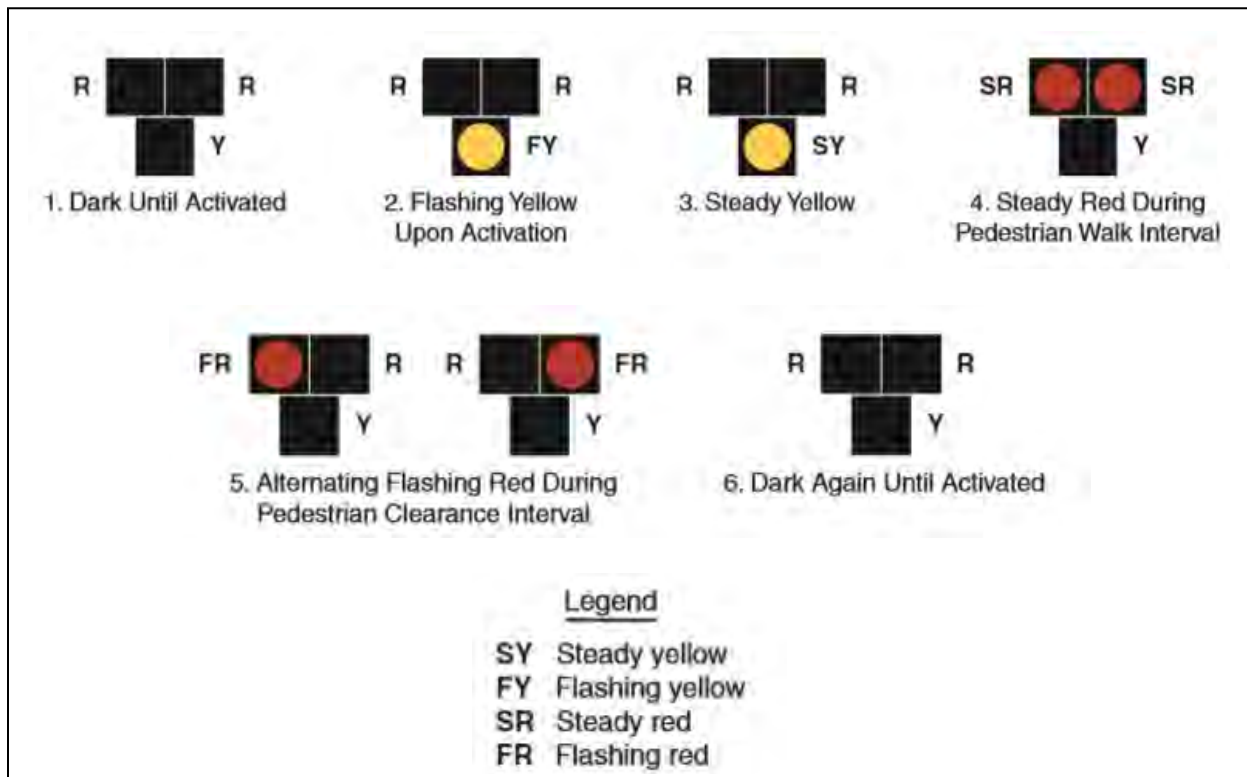 R R R R R R SR SR
Y FY SY Y
1. Dark Until Activated
2. Flashing Yellow
Upon Activation
3. Steady Yellow
4. Steady Red During
Pedestrian Walk Interval
FR R R FR R R
Y Y Y
5. Alternating Flashing Red During
Pedestrian Clearance Interval
6. Dark Again Until Activated
Legend
SY Steady yellow
FY Flashing yellow
SR Steady red
FR Flashing red